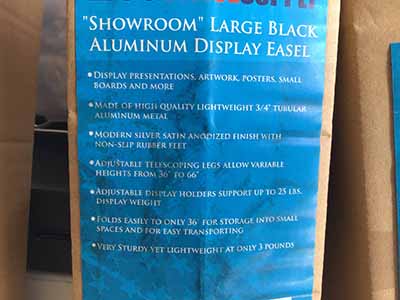 "Showroom" Large Black
Aluminum Display Easel
• Display presentations, artwork, posters, small
boards and more
• Made of high quality lightweight 3/4" tubular
aluminum metal
• Modern silver satin anodized finish with
non-slip rubber feet
• Adjustable telescoping legs allow variable
heights from 36" to 66"
• Adjustable display holders support up to 25 lbs.
display weight
• Folds easily to only 36" for storage into small
spaces and for easy transporting
• Very Sturdy yet lightweight at only 3 pounds